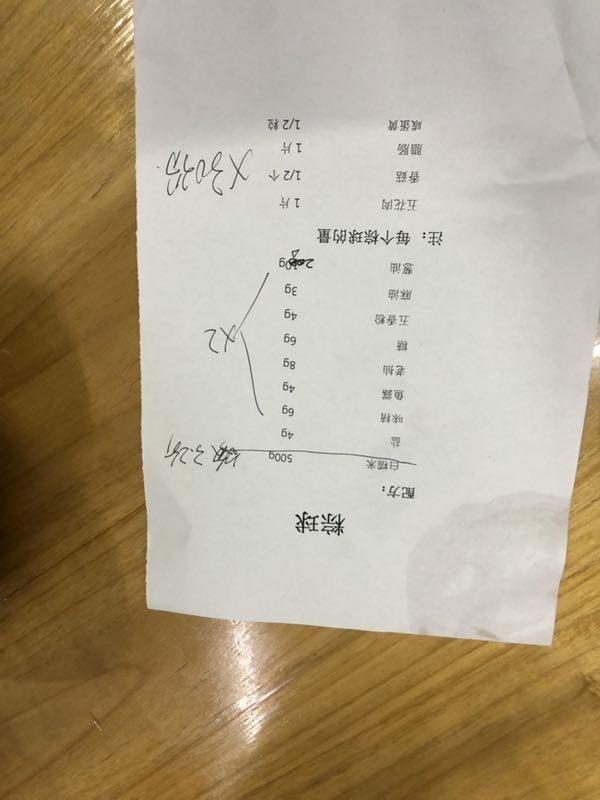 粽球
配方：
白糯米 500g
盐 4g
味精 6g
鱼露 4g
老抽 8g
糖 6g
五香粉 4g
麻油 3g
葱油 20g
X2
注：每个粽球的量
五花肉 1片
香菇 1/2个
腊肠 1片
咸蛋黄 1/2粒
X30